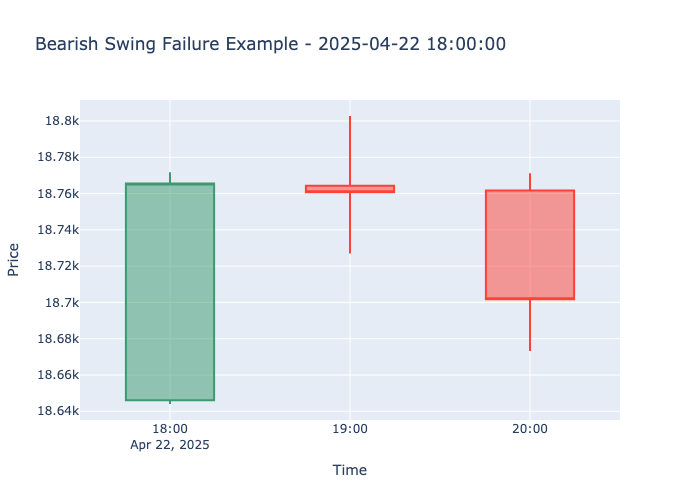 Bearish Swing Failure Example - 2025-04-22 18:00:00
18.8k
18.78k
18.76k
18.74k
18.72k
18.7k
18.68k
18.66k
18.64k
Price
18:00
Apr 22, 2025
19:00
20:00
Time